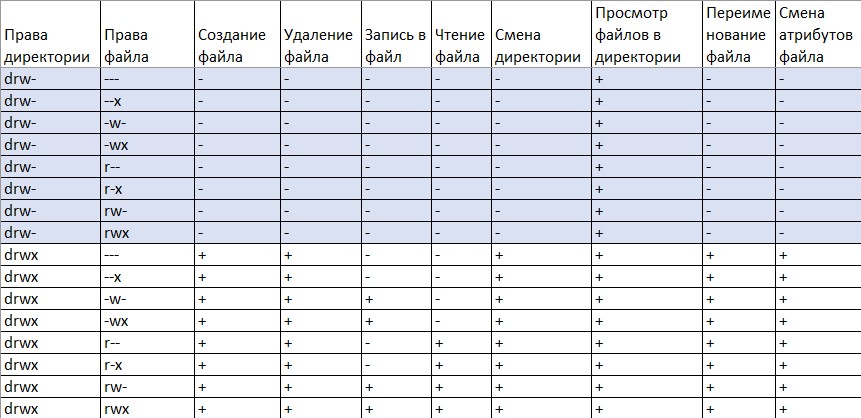 Права директории | Права файла | Создание файла | Удаление файла | Запись в файл | Чтение файла | Смена директории | Просмотр файлов в директории | Переименование файла | Смена атрибутов файла
drw- | --- | - | - | - | - | - | + | - | -
drw- | --x | - | - | - | - | - | + | - | -
drw- | -w- | - | - | - | - | - | + | - | -
drw- | -wx | - | - | - | - | - | + | - | -
drw- | r-- | - | - | - | - | - | + | - | -
drw- | r-x | - | - | - | - | - | + | - | -
drw- | rw- | - | - | - | - | - | + | - | -
drw- | rwx | - | - | - | - | - | + | - | -
drwx | --- | + | + | - | - | + | + | + | +
drwx | --x | + | + | - | - | + | + | + | +
drwx | -w- | + | + | + | - | + | + | + | +
drwx | -wx | + | + | + | - | + | + | + | +
drwx | r-- | + | + | - | + | + | + | + | +
drwx | r-x | + | + | - | + | + | + | + | +
drwx | rw- | + | + | + | + | + | + | + | +
drwx | rwx | + | + | + | + | + | + | + | +